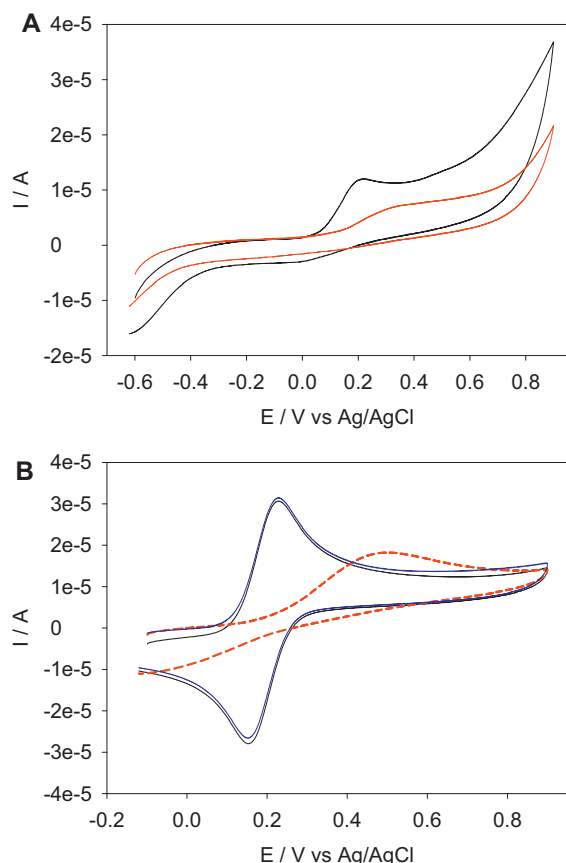 A
4e-5
3e-5
2e-5
1e-5
0
-1e-5
-2e-5
I / A
-0.6 -0.4 -0.2 0.0 0.2 0.4 0.6 0.8
E / V vs Ag/AgCl
B
4e-5
3e-5
2e-5
1e-5
0
-1e-5
-2e-5
-3e-5
-4e-5
I / A
-0.2 0.0 0.2 0.4 0.6 0.8
E / V vs Ag/AgCl